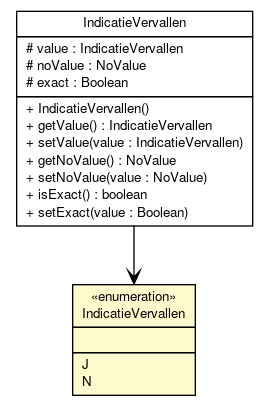 IndicatieVervallen
# value : IndicatieVervallen
# noValue : NoValue
# exact : Boolean
+ IndicatieVervallen()
+ getValue() : IndicatieVervallen
+ setValue(value : IndicatieVervallen)
+ getNoValue() : NoValue
+ setNoValue(value : NoValue)
+ isExact() : boolean
+ setExact(value : Boolean)
«enumeration»
IndicatieVervallen
J
N